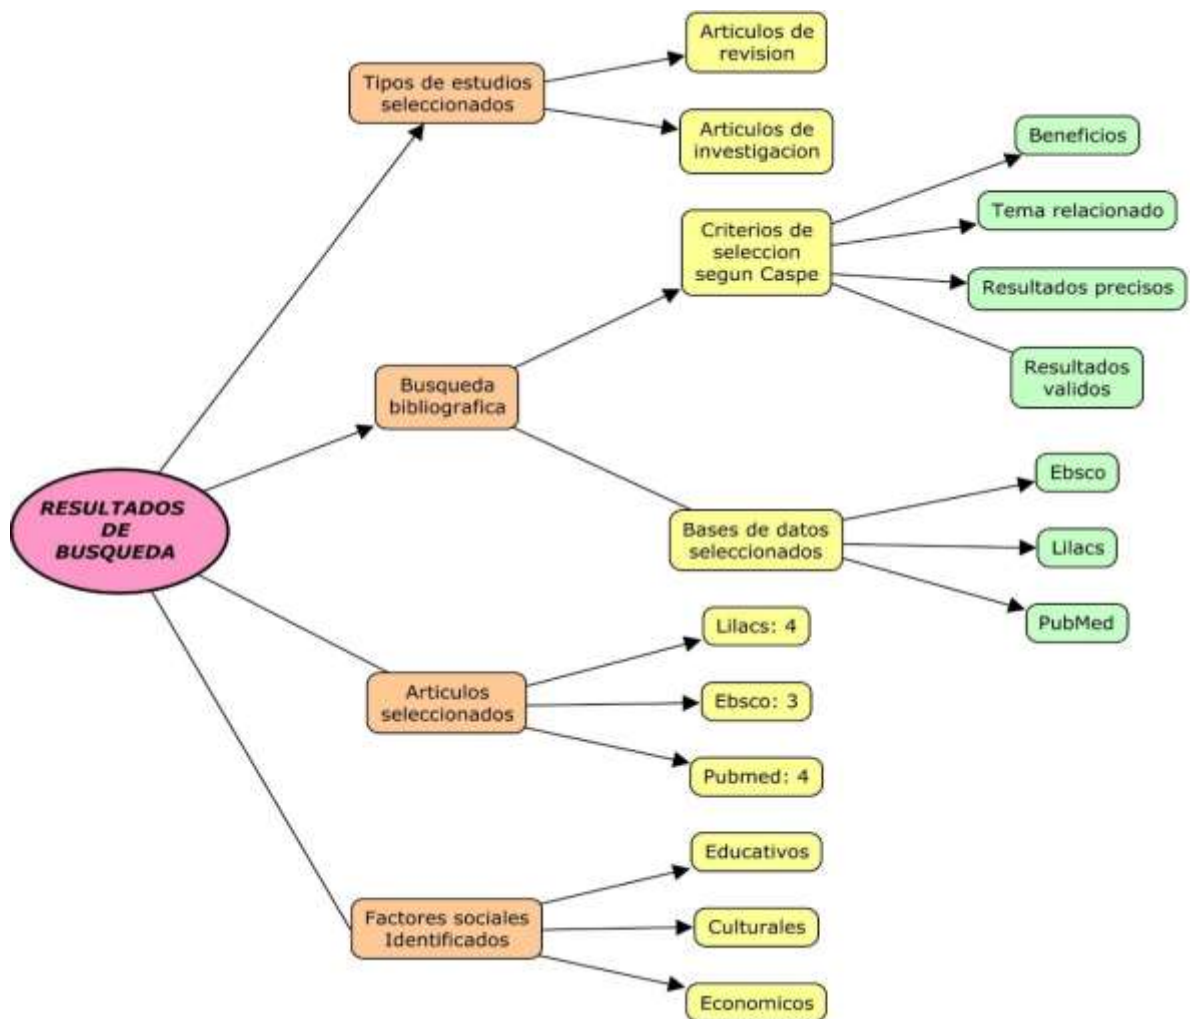 Articulos de
revision
Tipos de estudios
seleccionados
Articulos de
investigacion
Beneficios
Tema relacionado
Criterios de
seleccion
segun Caspe
Resultados precisos
Resultados
validos
Busqueda
bibliografica
Ebsco
RESULTADOS
DE
BUSQUEDA
Bases de datos
seleccionados
Lilacs
PubMed
Lilacs: 4
Articulos
seleccionados
Ebsco: 3
Pubmed: 4
Educativos
Factores sociales
Identificados
Culturales
Economicos